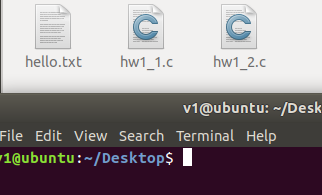 hello.txt hw1_1.c hw1_2.c
v1@ubuntu: ~/Desk
File Edit View Search Terminal Help
v1@ubuntu:~/Desktop$